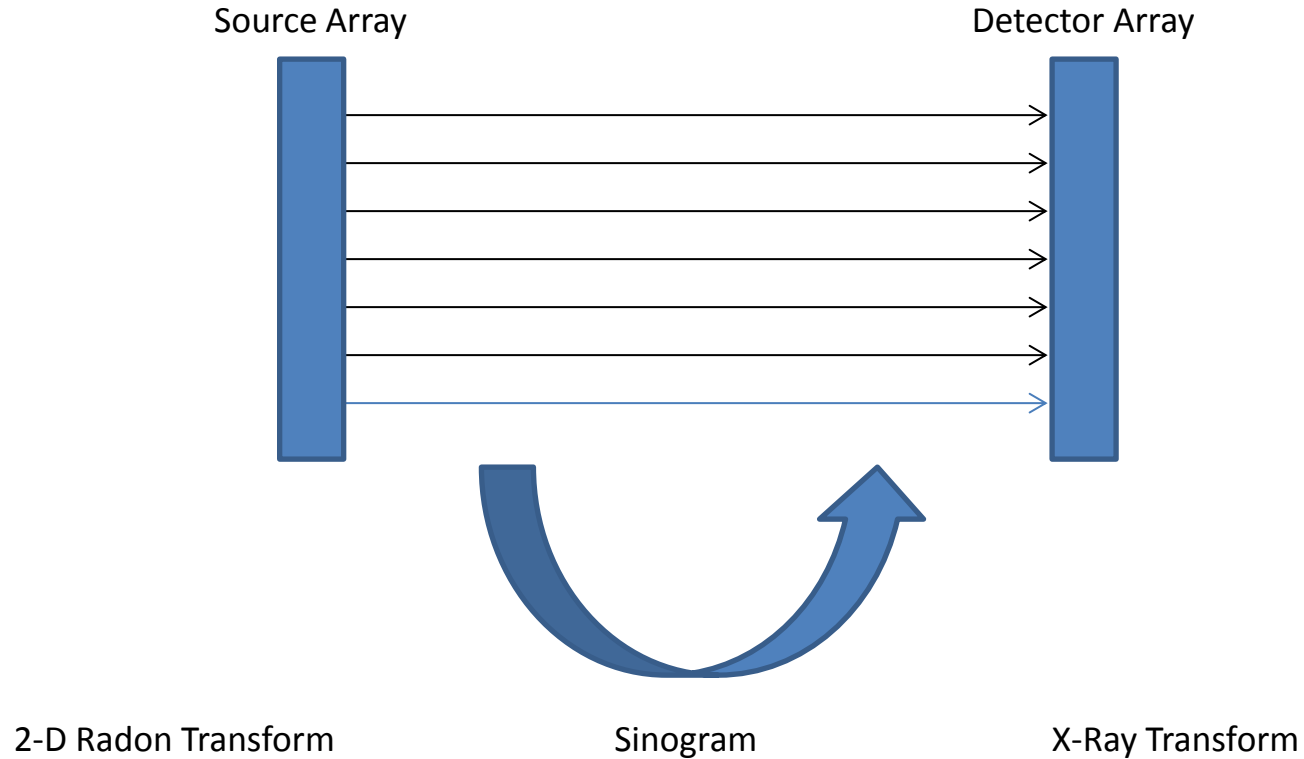 Source Array
Detector Array
2-D Radon Transform
Sinogram
X-Ray Transform